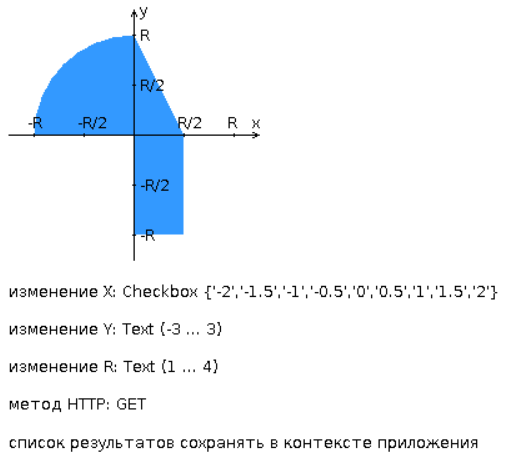 y
R
R/2
-R -R/2 R/2 R x
-R/2
-R
изменение X: Checkbox {'-2','-1.5','-1','-0.5','0','0.5','1','1.5','2'}
изменение Y: Text (-3 ... 3)
изменение R: Text (1 ... 4)
метод HTTP: GET
список результатов сохранять в контексте приложения